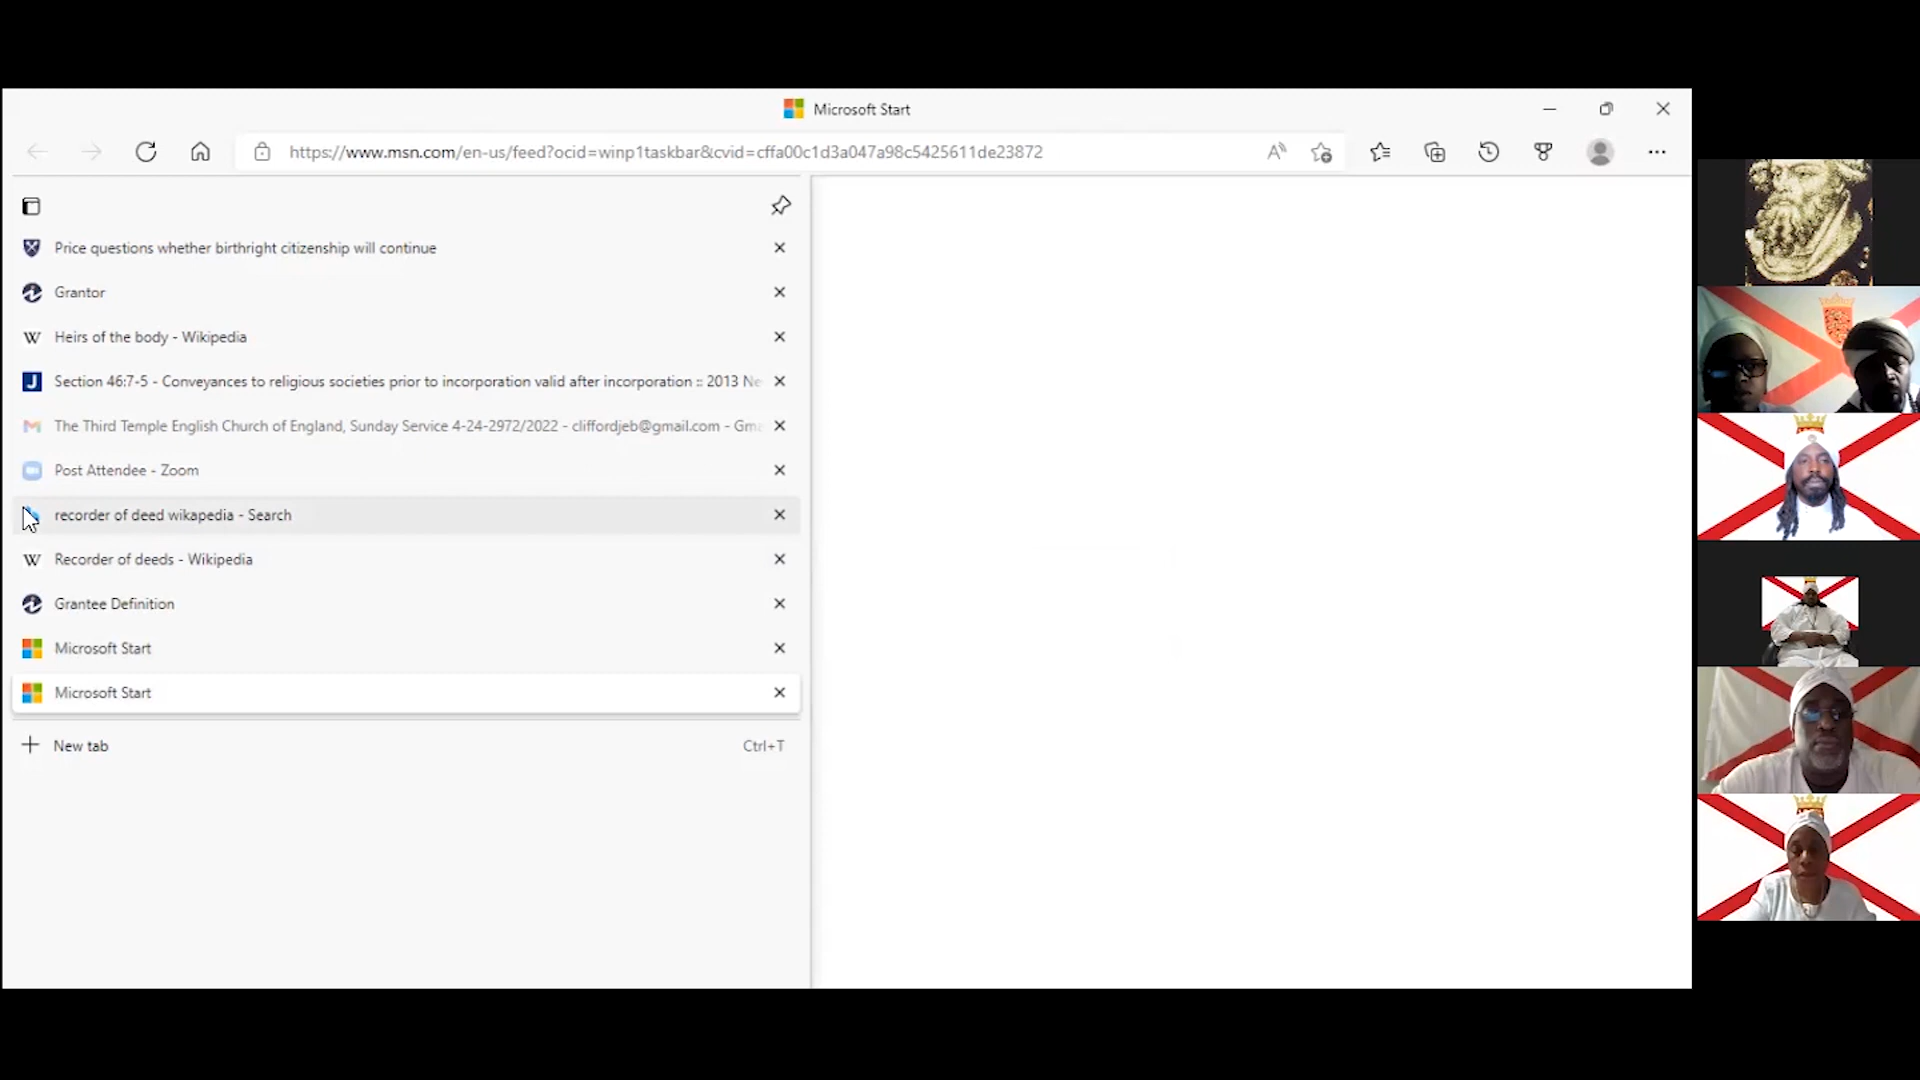 Microsoft Start
https://www.msn.com/en-us/feed?ocid=winp1taskbar&cvid=cffa00c1d3a047a98c5425611de23872
Price questions whether birthright citizenship will continue
Grantor
Heirs of the body - Wikipedia
Section 46:7-5 - Conveyances to religious societies prior to incorporation valid after incorporation :: 2013 Ne
The Third Temple English Church of England, Sunday Service 4-24-2972/2022 - cliffordjeb@gmail.com - Gma
Post Attendee - Zoom
recorder of deed wikapedia - Search
Recorder of deeds - Wikipedia
Grantee Definition
Microsoft Start
Microsoft Start
New tab Ctrl+T